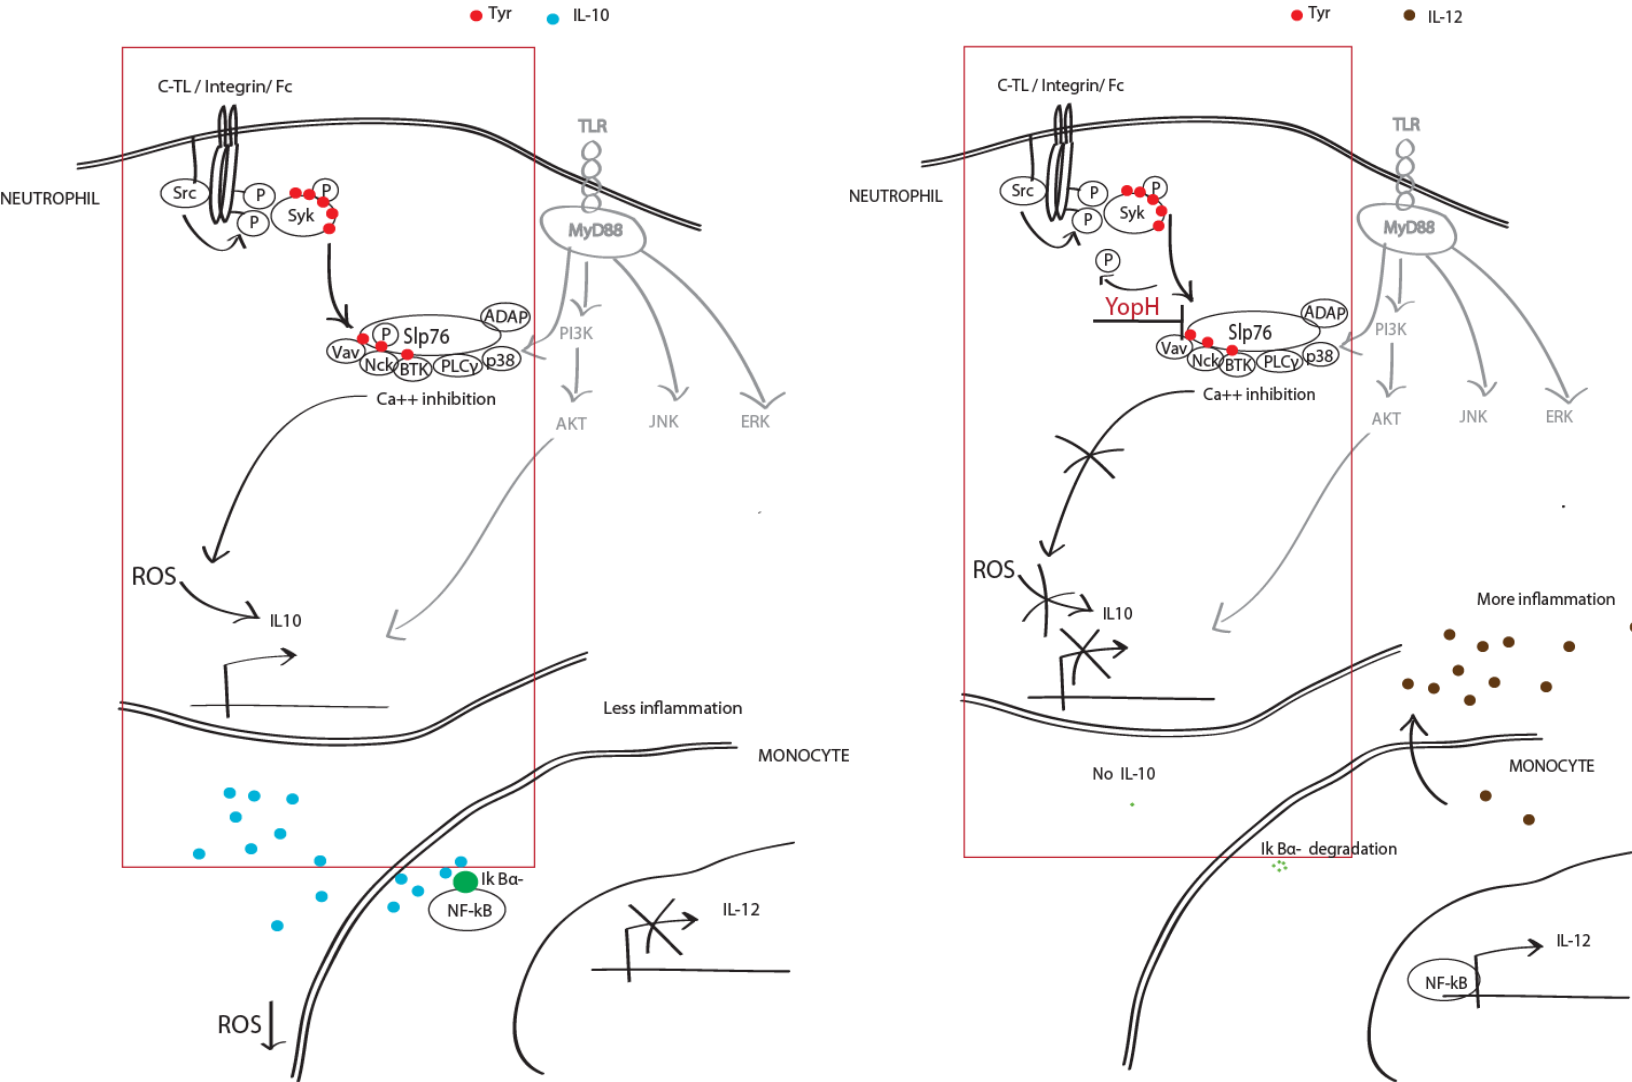 Tyr IL-10
C-TL / Integrin/ Fc
TLR
NEUTROPHIL
Src
P
P
P
Syk
MyD88
ADAP
P
Slp76
Vav
Nck
BTK
PLCγ
p38
PI3K
Ca++ inhibition
AKT
JNK
ERK
ROS
IL10
Less inflammation
MONOCYTE
Ik Bα-
NF-kB
IL-12
ROS
Tyr IL-12
C-TL / Integrin/ Fc
TLR
NEUTROPHIL
Src
P
P
P
Syk
MyD88
P
YopH
ADAP
Slp76
Vav
Nck
BTK
PLCγ
p38
PI3K
Ca++ inhibition
AKT
JNK
ERK
ROS
IL10
More inflammation
No IL-10
MONOCYTE
Ik Bα- degradation
IL-12
NF-kB